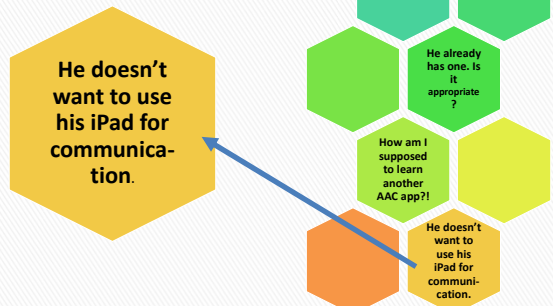 He doesn't
want to use
his iPad for
communica-
tion.
He already
has one. Is
it
appropriate
?
How am I
supposed
to learn
another
AAC app?!
He doesn't
want to
use his
iPad for
communi-
cation.